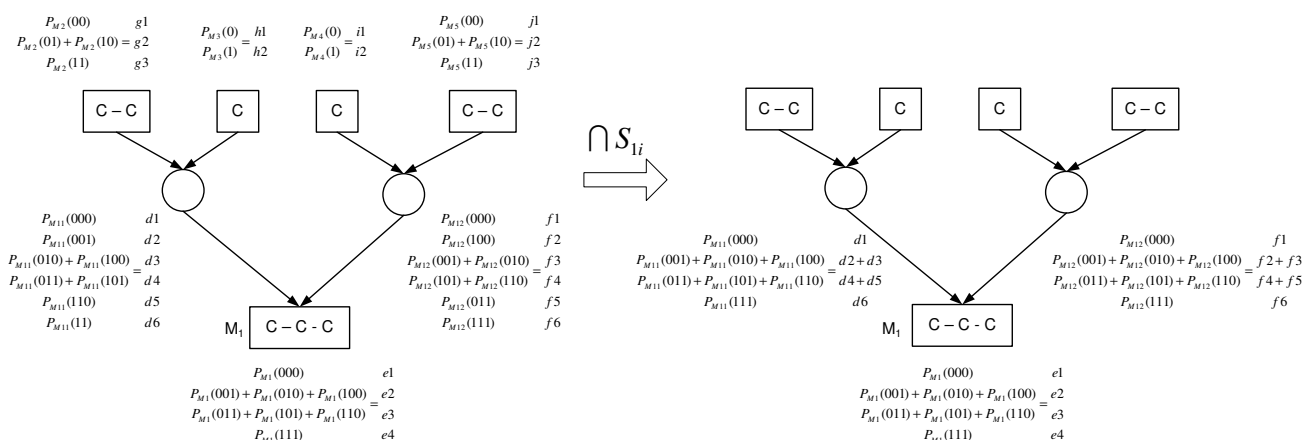 P_{M2}(00) g1
P_{M2}(01) + P_{M2}(10) = g2
P_{M2}(11) g3
P_{M3}(0) = h1
P_{M3}(1) h2
P_{M4}(0) = i1
P_{M4}(1) i2
P_{M5}(00) j1
P_{M5}(01) + P_{M5}(10) = j2
P_{M5}(11) j3
C – C
C
C
C – C
∩ S_{1i}
C – C
C
C
C – C
P_{M11}(000) d1
P_{M11}(001) d2
P_{M11}(010) + P_{M11}(100) = d3
P_{M11}(011) + P_{M11}(101) d4
P_{M11}(110) d5
P_{M11}(11) d6
P_{M12}(000) f1
P_{M12}(100) f2
P_{M12}(001) + P_{M12}(010) = f3
P_{M12}(101) + P_{M12}(110) f4
P_{M12}(011) f5
P_{M12}(111) f6
M_1
C – C - C
P_{M1}(000) e1
P_{M1}(001) + P_{M1}(010) + P_{M1}(100) = e2
P_{M1}(011) + P_{M1}(101) + P_{M1}(110) e3
P_{M1}(111) e4
P_{M11}(000) d1
P_{M11}(001) + P_{M11}(010) + P_{M11}(100) = d2 + d3
P_{M11}(011) + P_{M11}(101) + P_{M11}(110) d4 + d5
P_{M11}(111) d6
P_{M12}(000) f1
P_{M12}(001) + P_{M12}(010) + P_{M12}(100) = f2 + f3
P_{M12}(011) + P_{M12}(101) + P_{M12}(110) f4 + f5
P_{M12}(111) f6
M_1
C – C - C
P_{M1}(000) e1
P_{M1}(001) + P_{M1}(010) + P_{M1}(100) = e2
P_{M1}(011) + P_{M1}(101) + P_{M1}(110) e3
P_{M1}(111) e4